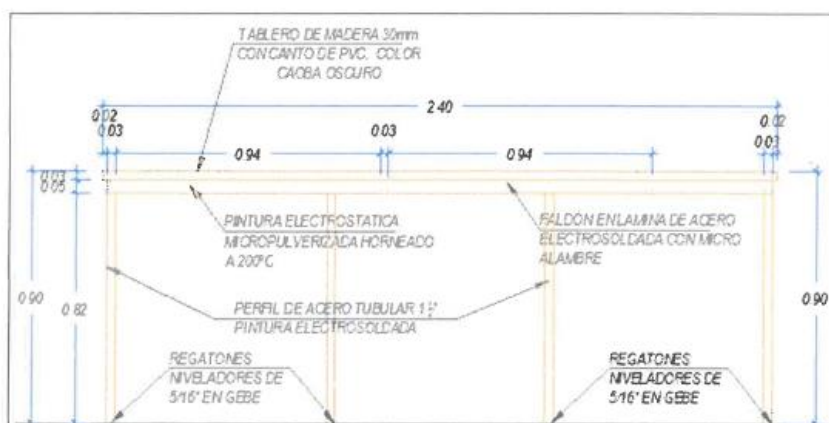 TABLERO DE MADERA 30mm
CON CANTO DE PVC. COLOR
CAOBA OSCURO
2.40
0.02
0.03
0.94
0.03
0.94
0.02
0.03
0.03
0.05
PINTURA ELECTROSTATICA
MICROPULVERIZADA HORNEADO
A 200°C
FALDON EN LAMINA DE ACERO
ELECTROSOLDADA CON MICRO
ALAMBRE
0.90
0.82
0.90
PERFIL DE ACERO TUBULAR 1 ½"
PINTURA ELECTROSOLDADA
REGATONES
NIVELADORES DE
5/16" EN GEBE
REGATONES
NIVELADORES DE
5/16" EN GEBE